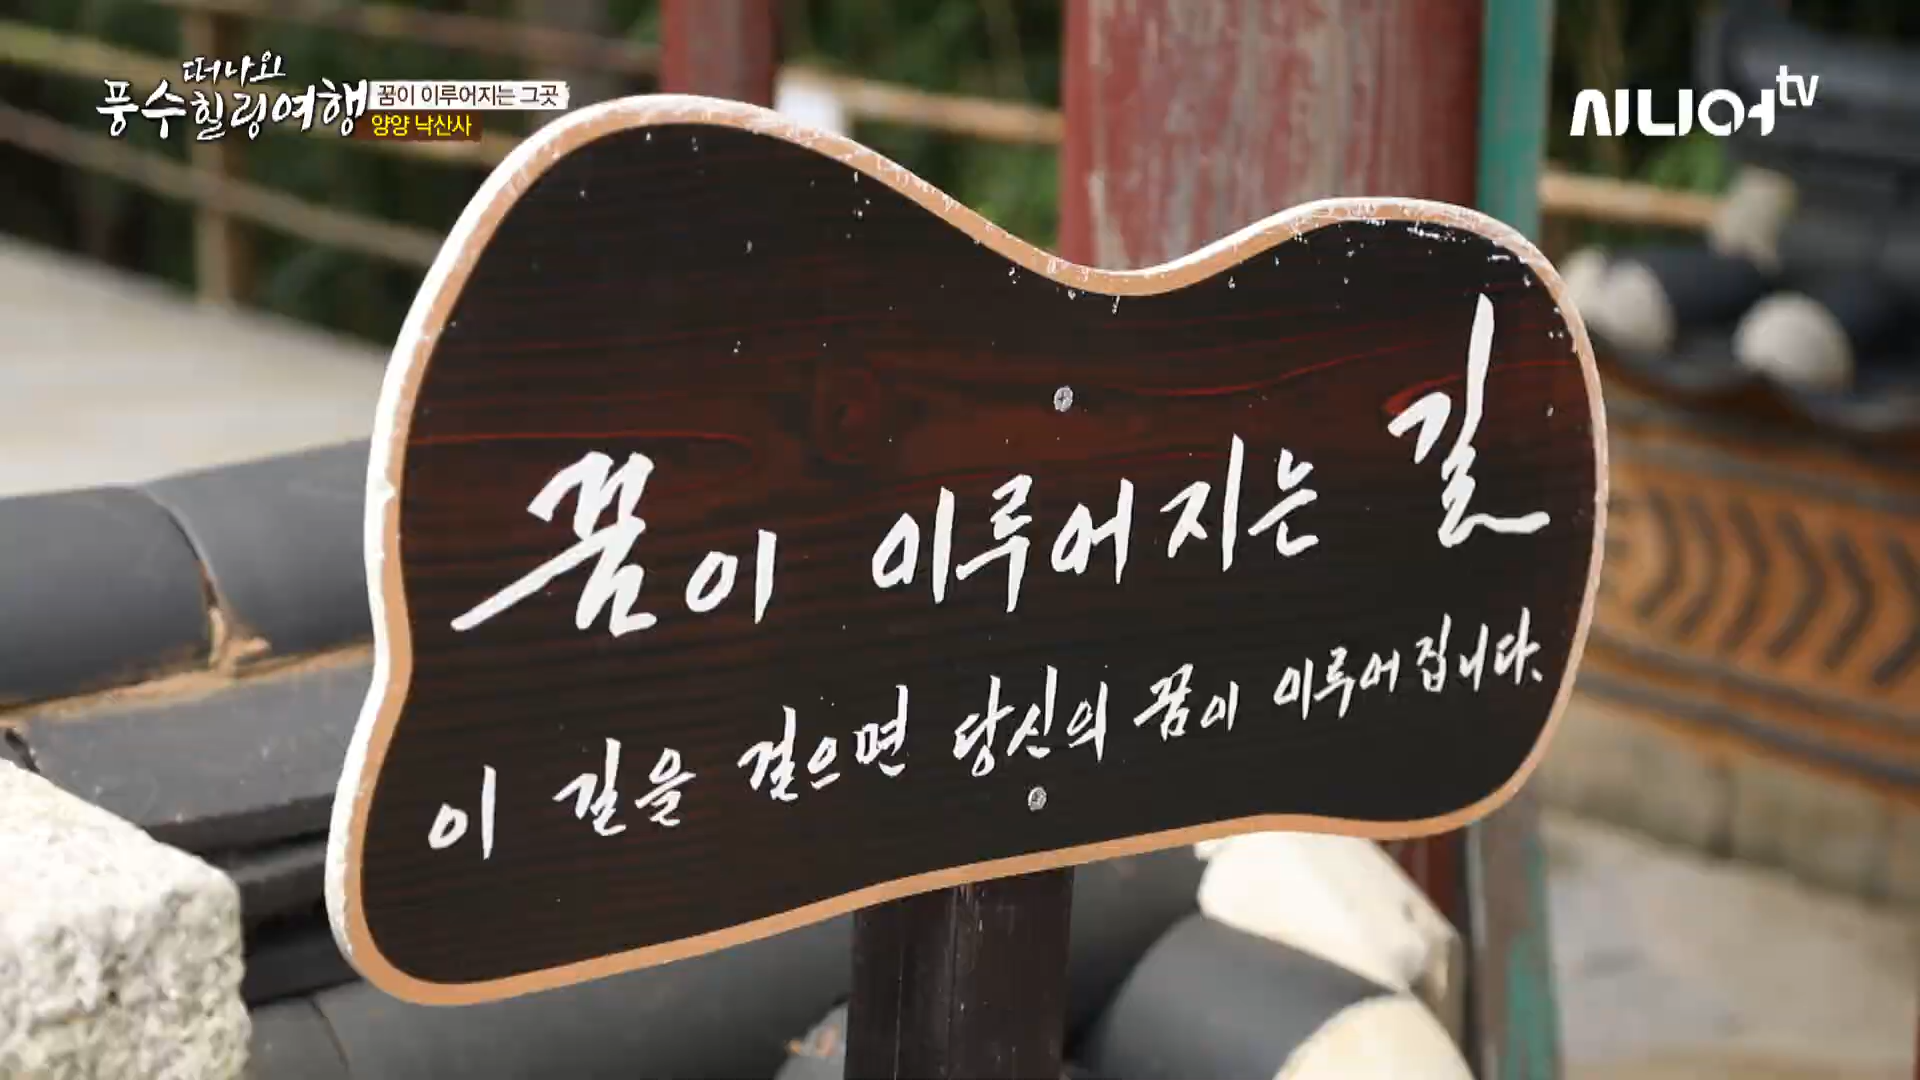 떠나요
풍수힐링여행
꿈이 이루어지는 그곳
양양 낙산사
시니어tv
꿈이 이루어지는 길
이 길을 걸으면 당신의 꿈이 이루어집니다.